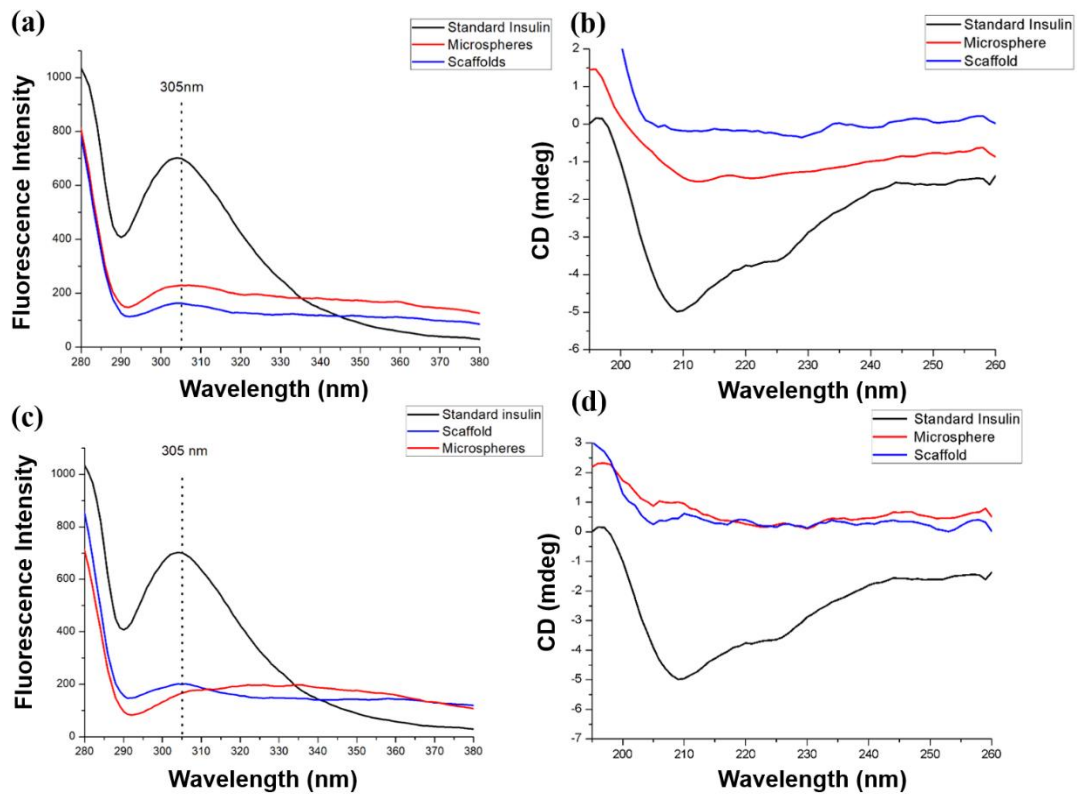 (a)
Standard Insulin
Microspheres
Scaffolds
305nm
1000
800
600
400
200
0
Fluorescence Intensity
280 290 300 310 320 330 340 350 360 370 380
Wavelength (nm)
(b)
Standard Insulin
Microsphere
Scaffold
2
1
0
-1
-2
-3
-4
-5
-6
CD (mdeg)
200 210 220 230 240 250 260
Wavelength (nm)
(c)
Standard insulin
Scaffold
Microspheres
305 nm
1000
800
600
400
200
0
Fluorescence Intensity
280 290 300 310 320 330 340 350 360 370 380
Wavelength (nm)
(d)
Standard Insulin
Microsphere
Scaffold
3
2
1
0
-1
-2
-3
-4
-5
-6
-7
CD (mdeg)
200 210 220 230 240 250 260
Wavelength (nm)